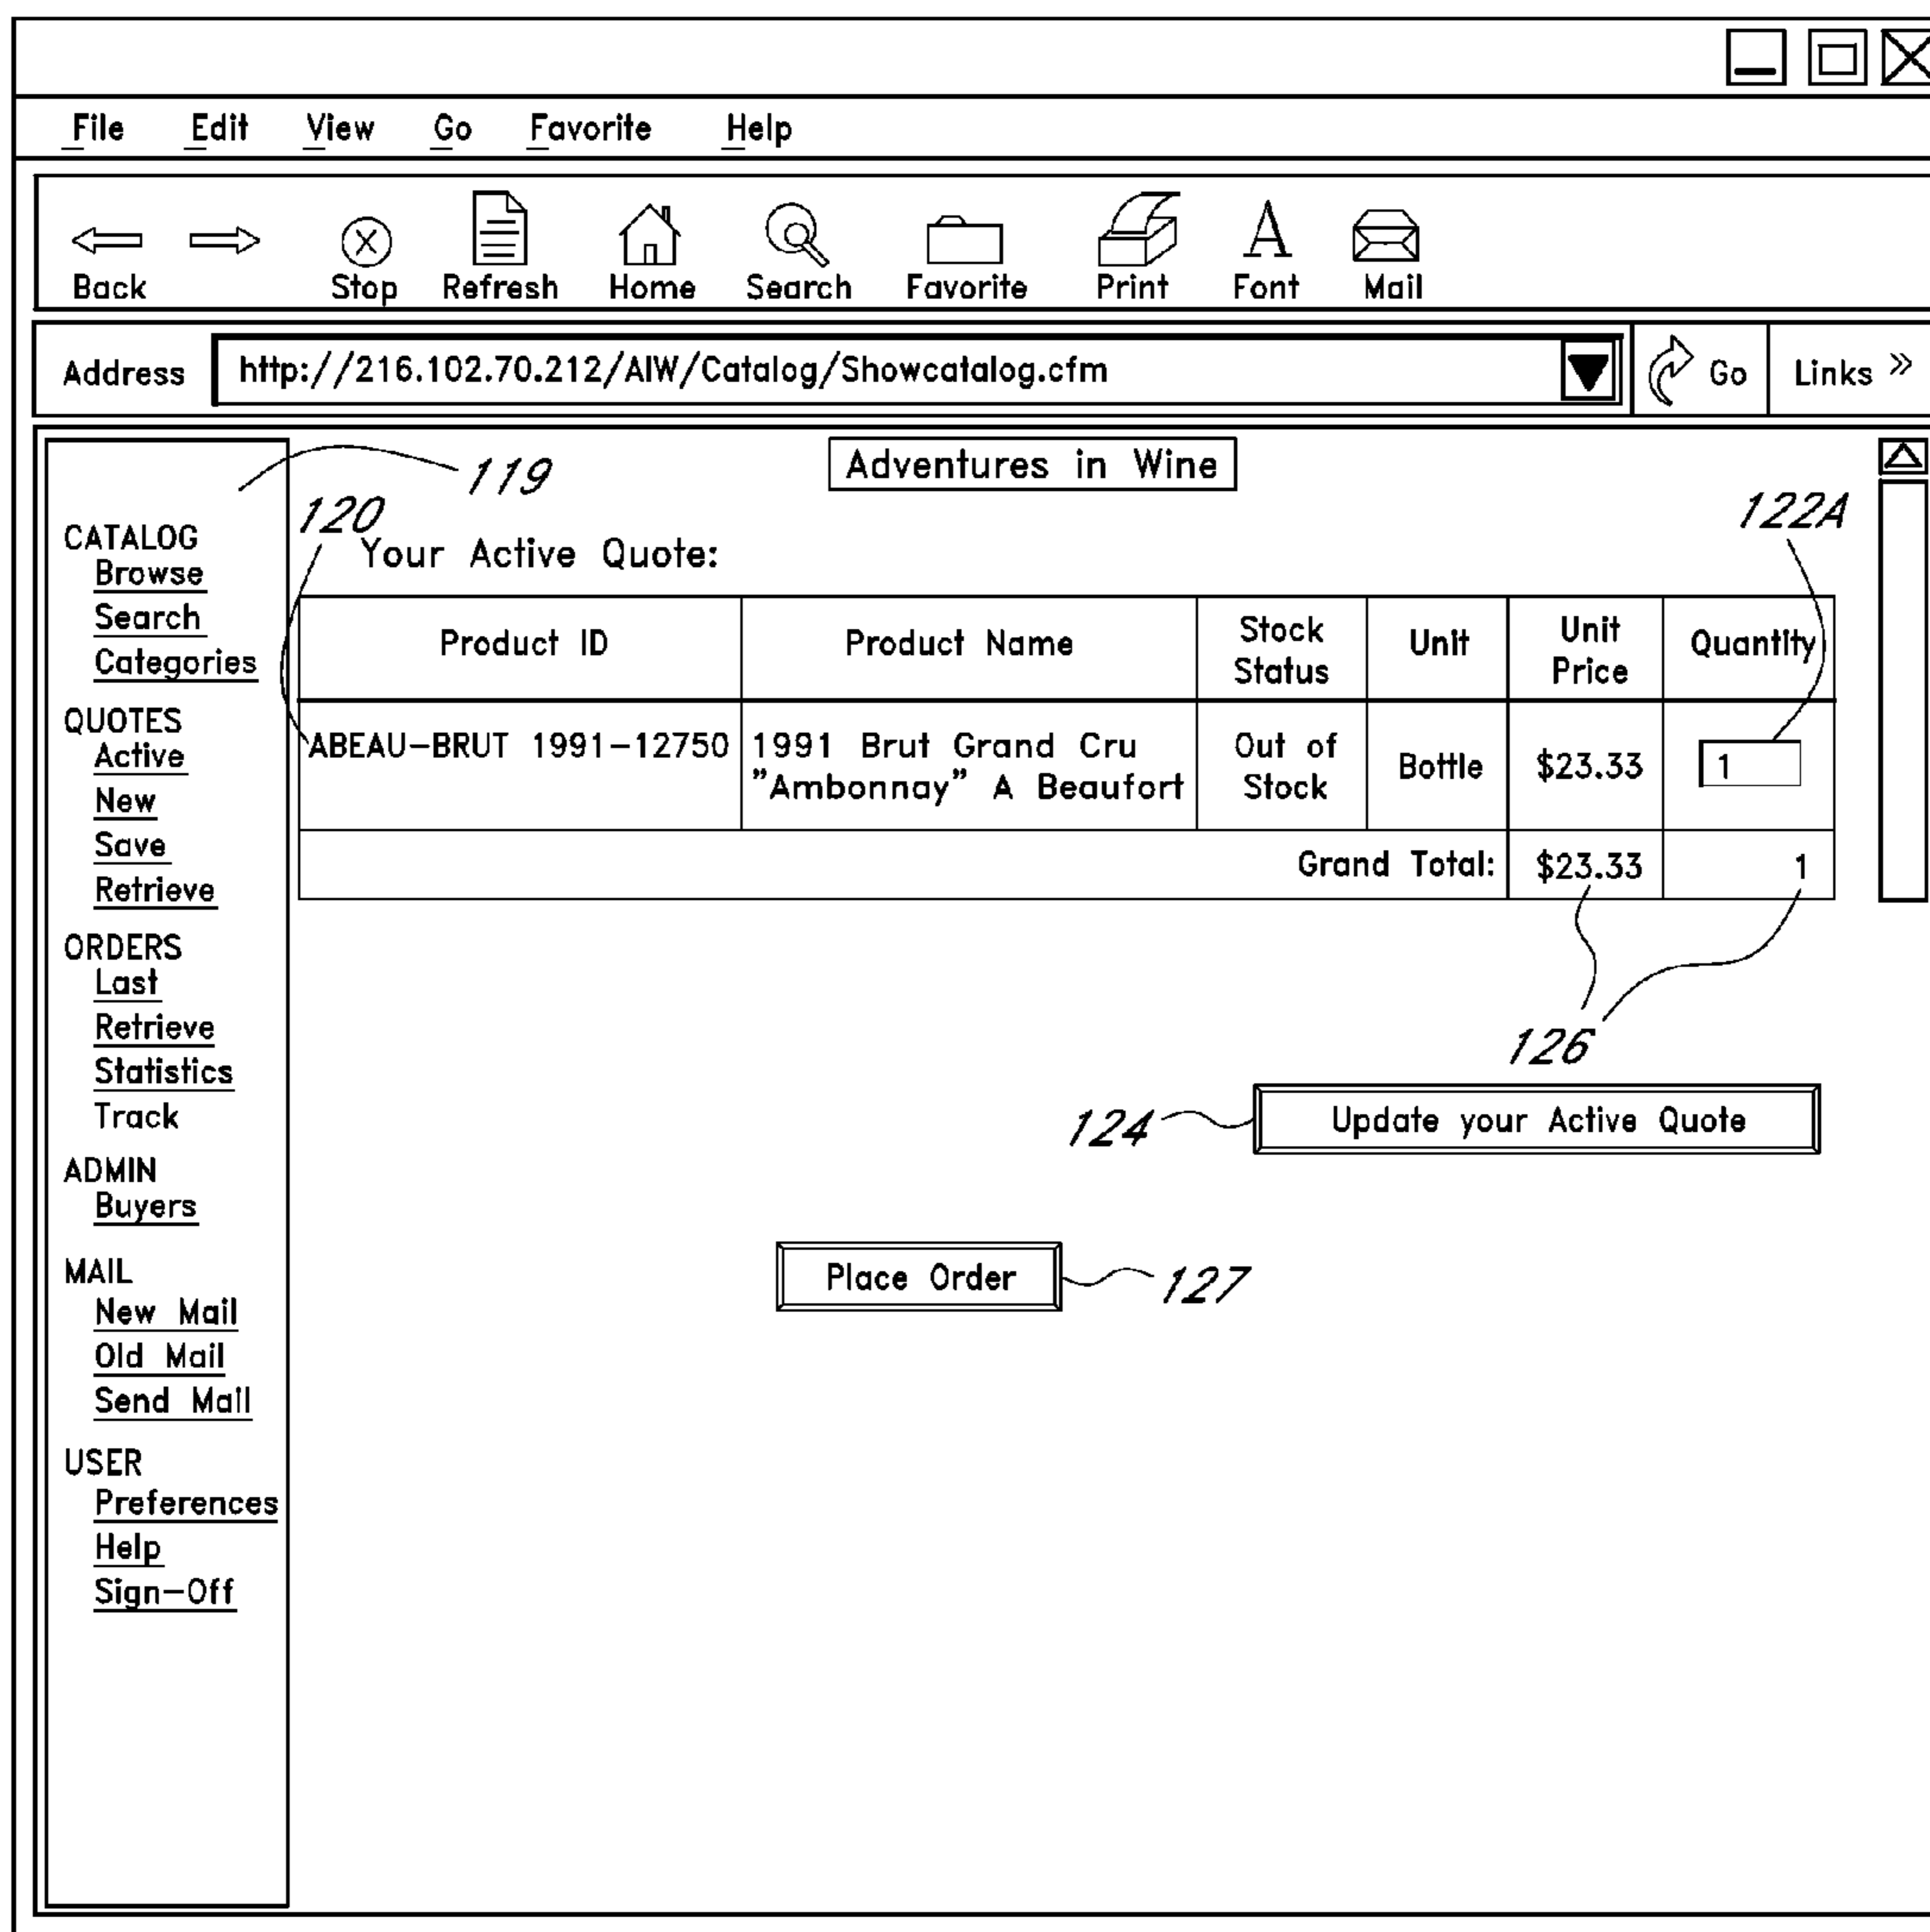 File Edit View Go Favorite Help
Back Stop Refresh Home Search Favorite Print Font Mail
Address http://216.102.70.212/AIW/Catalog/Showcatalog.cfm Go Links »
119
Adventures in Wine
120
122A
CATALOG
Browse
Search
Categories
QUOTES
Active
New
Save
Retrieve
ORDERS
Last
Retrieve
Statistics
Track
ADMIN
Buyers
MAIL
New Mail
Old Mail
Send Mail
USER
Preferences
Help
Sign-Off
Your Active Quote:
Product ID
Product Name
Stock
Status
Unit
Unit
Price
Quantity
ABEAU-BRUT 1991-12750
1991 Brut Grand Cru
"Ambonnay" A Beaufort
Out of
Stock
Bottle
$23.33
1
Grand Total: $23.33 1
126
124
Update your Active Quote
Place Order
127